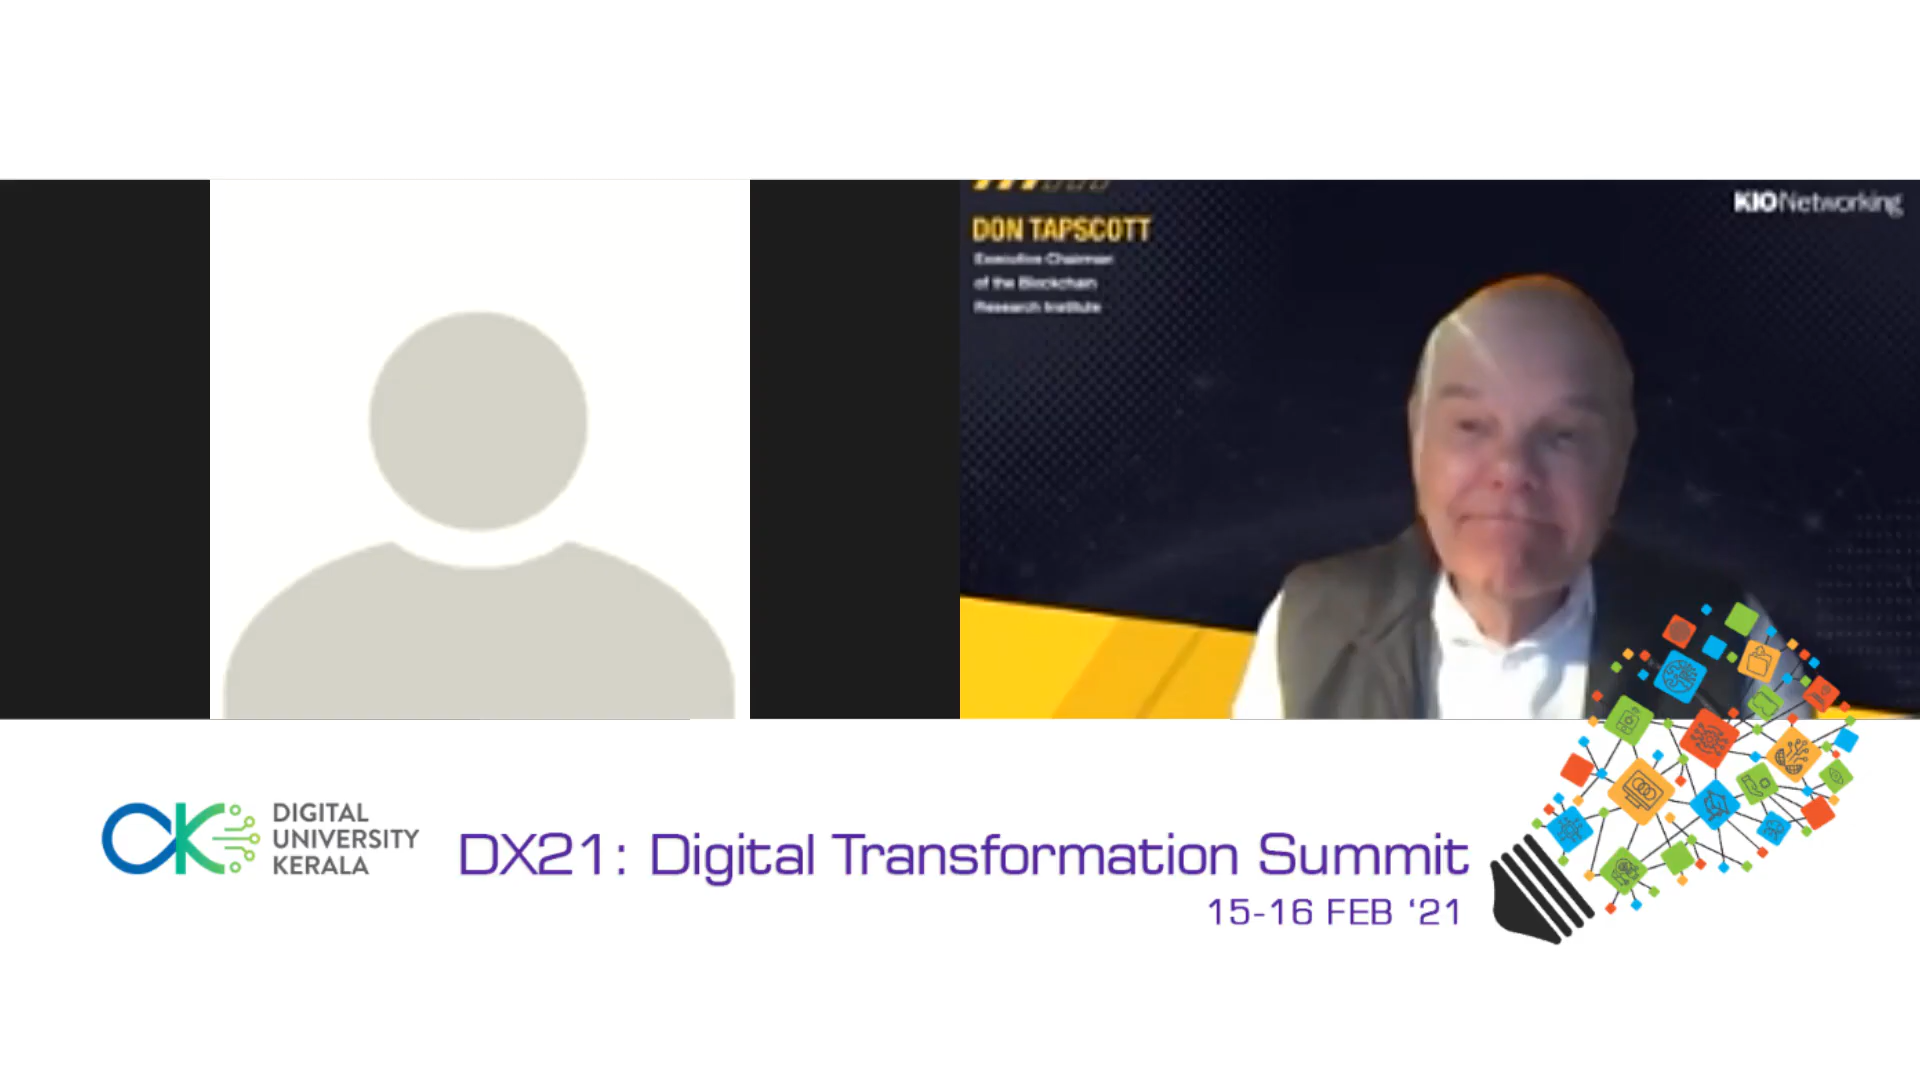 DON TAPSCOTT
Executive Chairman
of the Blockchain
Research Institute
KIO Networking
DIGITAL
UNIVERSITY
KERALA
DX21: Digital Transformation Summit
15-16 FEB ‘21